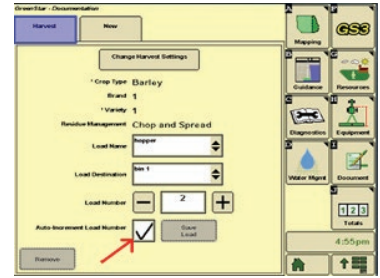 GreenStar - Documentation
Harvest
New
Change Harvest Settings
* Crop Type Barley
Brand 1
* Variety 1
Residue Management Chop and Spread
Load Name hopper
Load Destination bin 1
Load Number 2
Auto-Increment Load Number
Save Load
Remove
Mapping
GS3
Guidance
Resources
Diagnostics
Equipment
Water Mgmt
Document
123
Totals
4:55pm